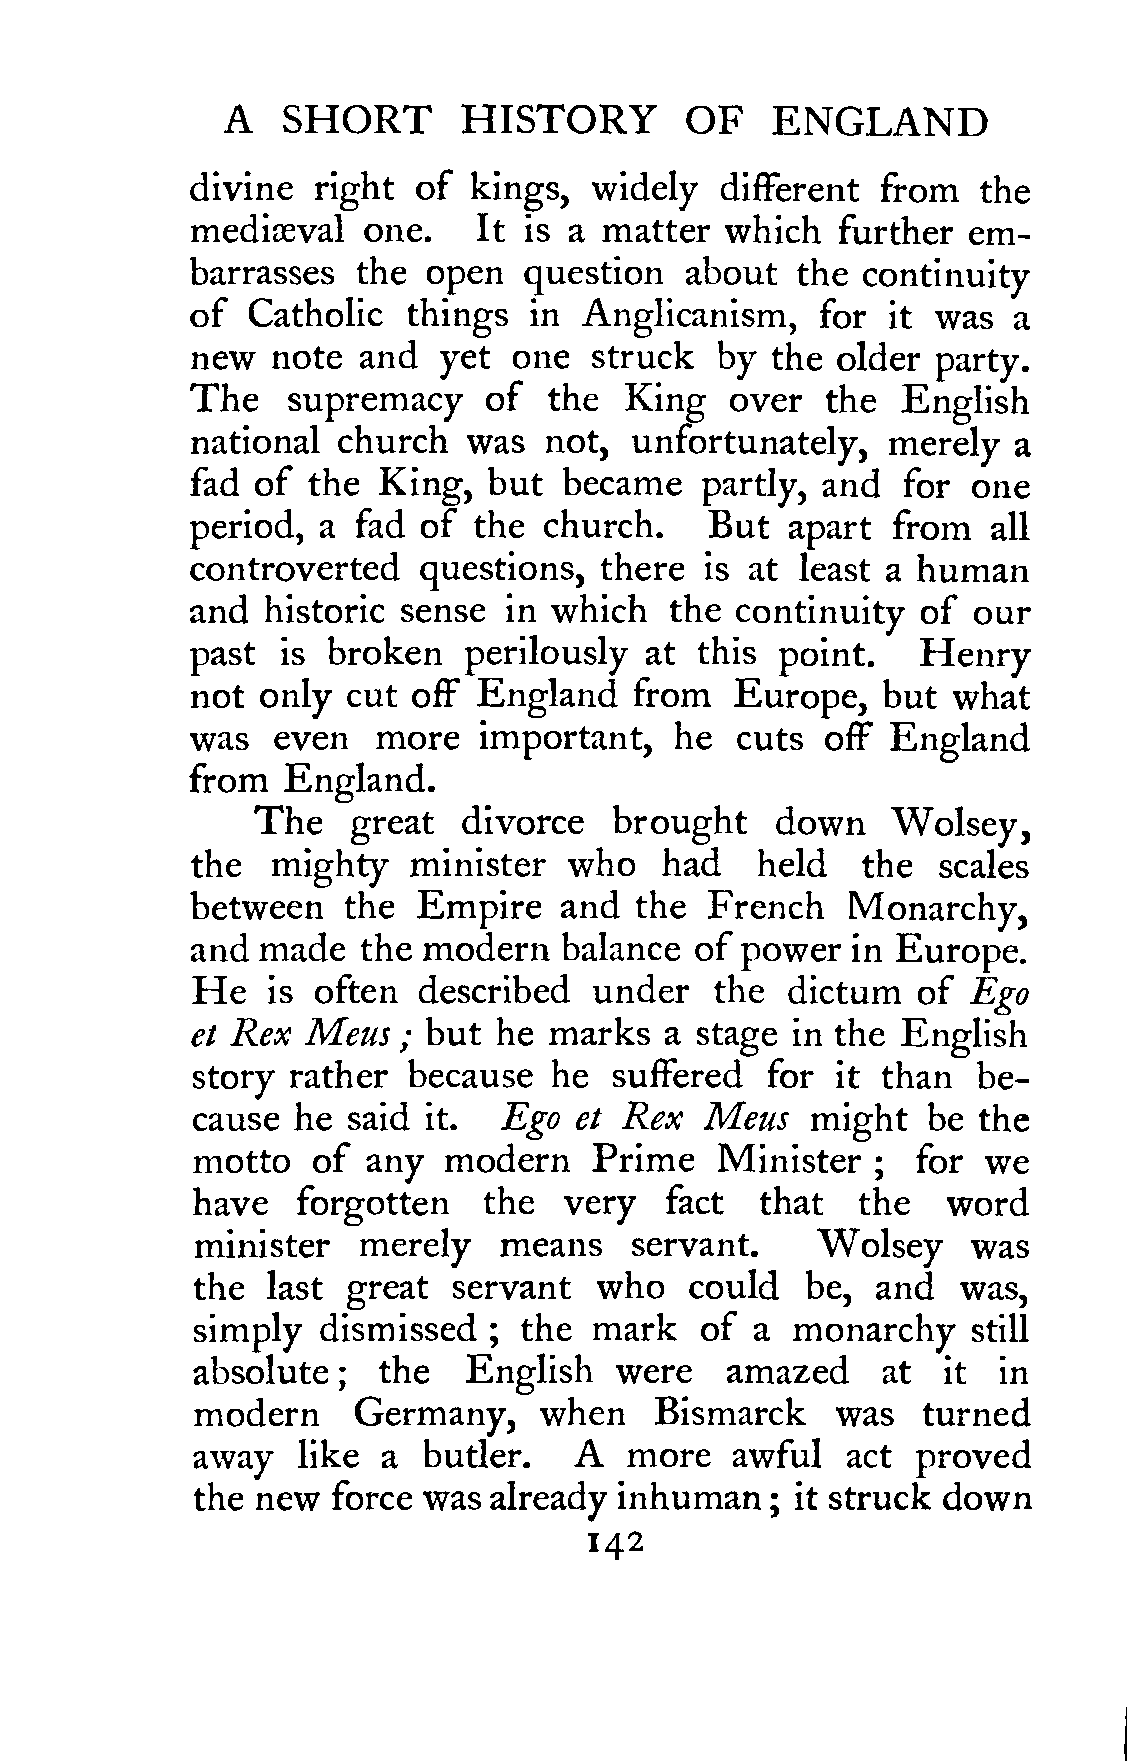 A SHORT HISTORY OF ENGLAND
divine right of kings, widely different from the
mediæval one. It is a matter which further em-
barrasses the open question about the continuity
of Catholic things in Anglicanism, for it was a
new note and yet one struck by the older party.
The supremacy of the King over the English
national church was not, unfortunately, merely a
fad of the King, but became partly, and for one
period, a fad of the church. But apart from all
controverted questions, there is at least a human
and historic sense in which the continuity of our
past is broken perilously at this point. Henry
not only cut off England from Europe, but what
was even more important, he cuts off England
from England.
The great divorce brought down Wolsey,
the mighty minister who had held the scales
between the Empire and the French Monarchy,
and made the modern balance of power in Europe.
He is often described under the dictum of Ego
et Rex Meus ; but he marks a stage in the English
story rather because he suffered for it than be-
cause he said it. Ego et Rex Meus might be the
motto of any modern Prime Minister ; for we
have forgotten the very fact that the word
minister merely means servant. Wolsey was
the last great servant who could be, and was,
simply dismissed ; the mark of a monarchy still
absolute ; the English were amazed at it in
modern Germany, when Bismarck was turned
away like a butler. A more awful act proved
the new force was already inhuman ; it struck down
142